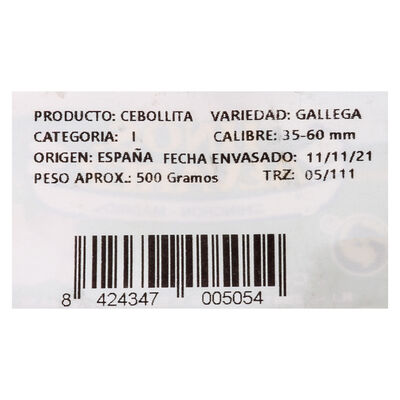 PRODUCTO: CEBOLLITA VARIEDAD: GALLEGA
CATEGORIA: I CALIBRE: 35-60 mm
ORIGEN: ESPAÑA FECHA ENVASADO: 11/11/21
PESO APROX.: 500 Gramos TRZ: 05/111
8 424347 005054